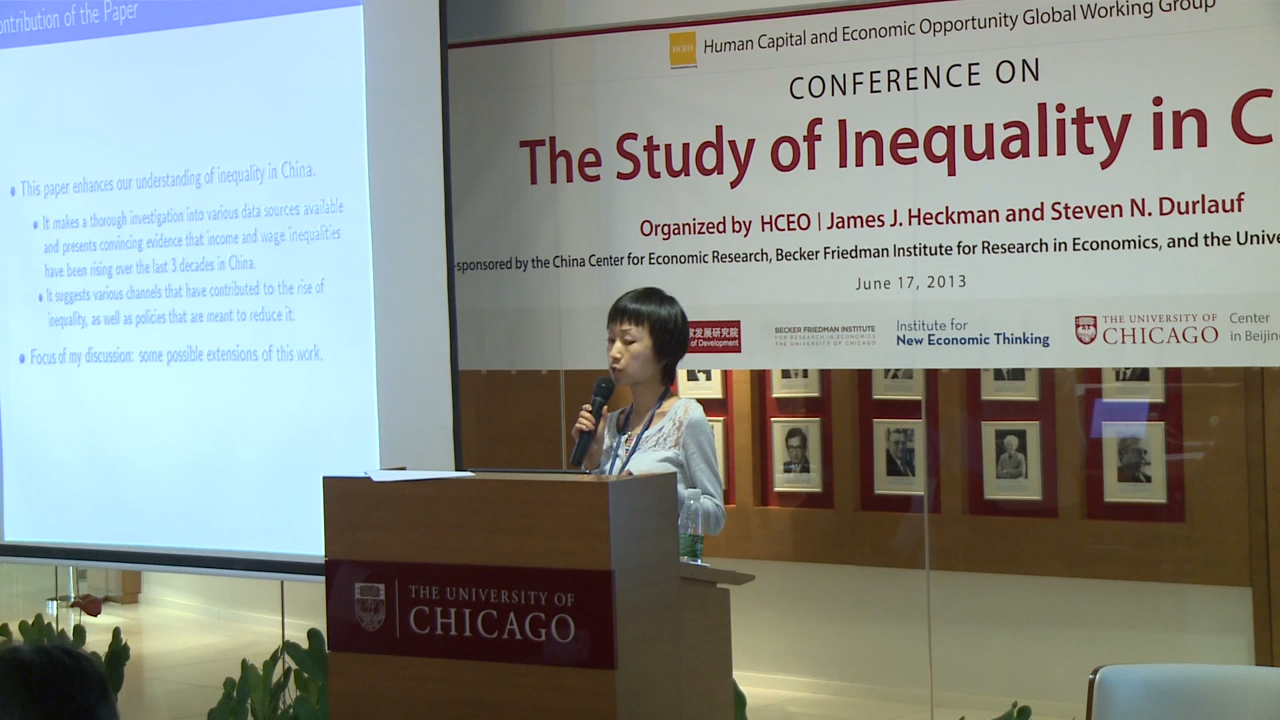 ontribution of the Paper
This paper enhances our understanding of inequality in China.
It makes a thorough investigation into various data sources available
and presents convincing evidence that income and wage inequalities
have been rising over the last 3 decades in China.
It suggests various channels that have contributed to the rise of
inequality, as well as policies that are meant to reduce it.
Focus of my discussion: some possible extensions of this work.
HCEO
Human Capital and Economic Opportunity Global Working Group
CONFERENCE ON
The Study of Inequality in C
Organized by HCEO | James J. Heckman and Steven N. Durlauf
-sponsored by the China Center for Economic Research, Becker Friedman Institute for Research in Economics, and the Unive
June 17, 2013
发展研究院
of Development
BECKER FRIEDMAN INSTITUTE
FOR RESEARCH IN ECONOMICS
THE UNIVERSITY OF CHICAGO
Institute for
New Economic Thinking
THE UNIVERSITY OF
CHICAGO
Center
in Beijin
THE UNIVERSITY OF
CHICAGO